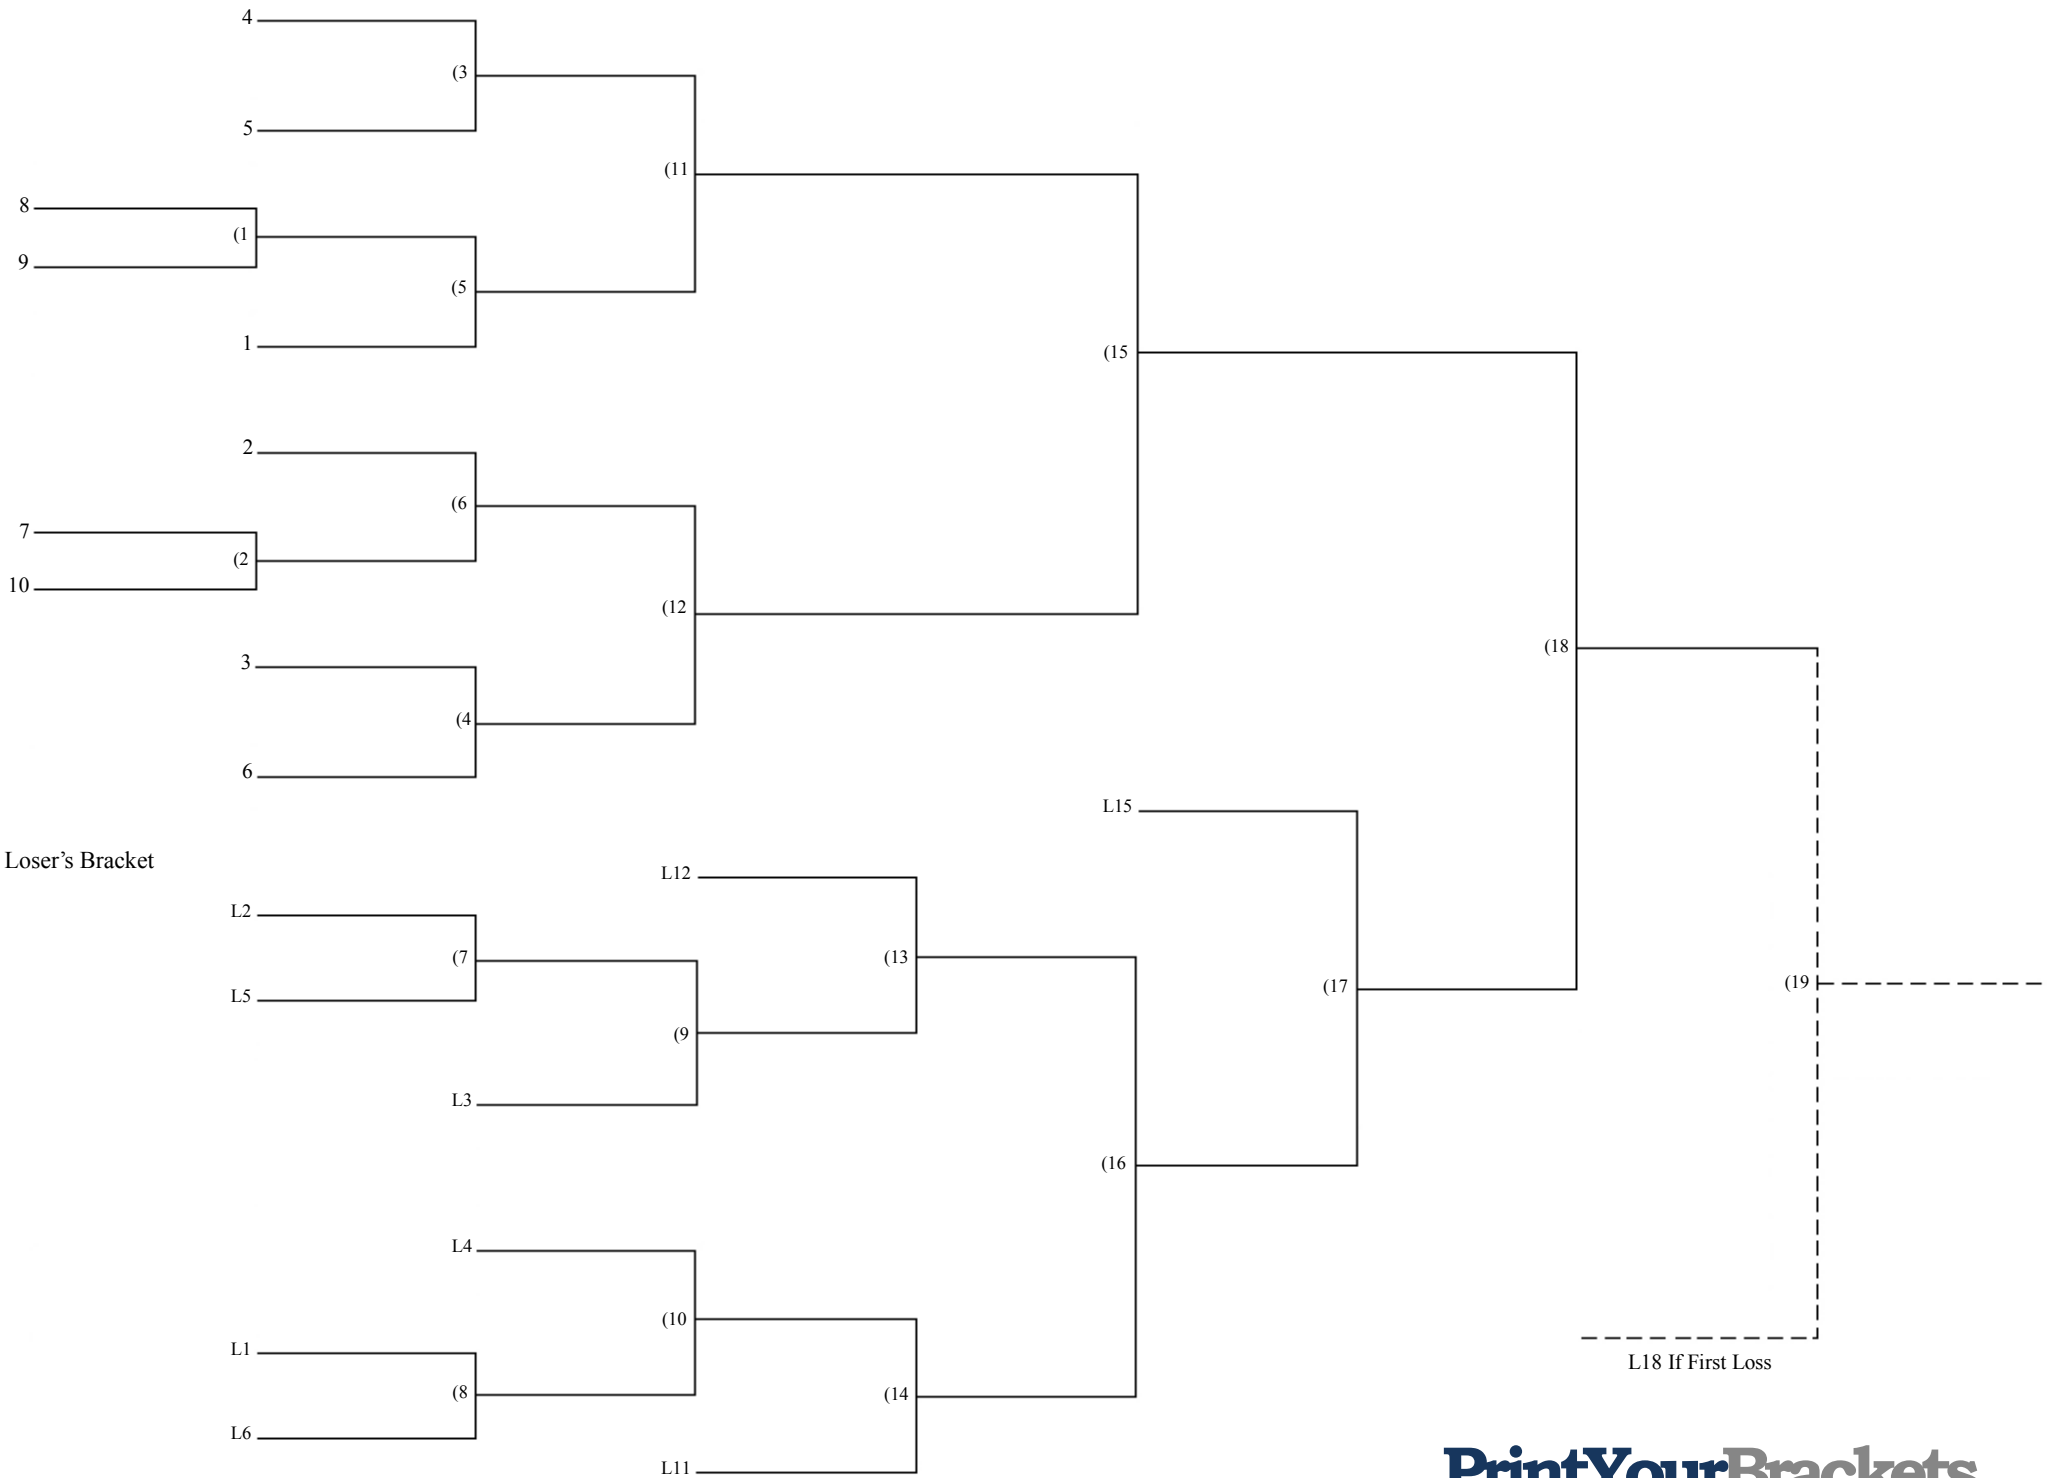 4
(3
5
(11
8
(1
9
(5
1
(15
2
(6
7
(2
10
(12
3
(4
6
(18
L15
Loser’s Bracket
L12
L2
(7
(13
L5
(17
(19
(9
L3
(16
L4
(10
L1
(8
(14
L6
L18 If First Loss
L11
PrintYourBrackets